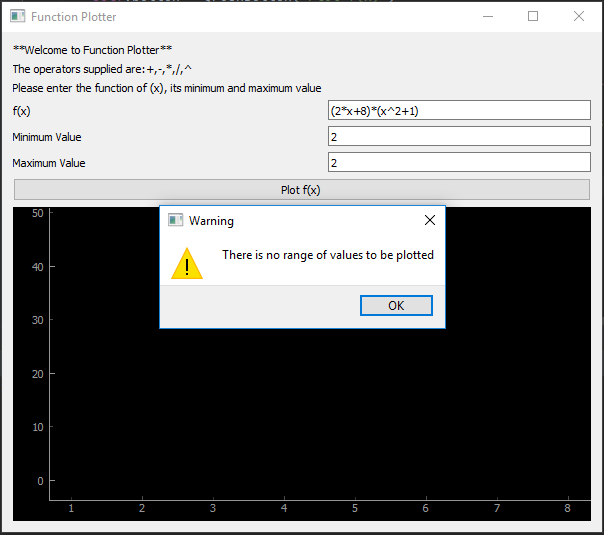 Function Plotter
**Welcome to Function Plotter**
The operators supplied are:+,-,*,/,^
Please enter the function of (x), its minimum and maximum value
f(x)
(2*x+8)*(x^2+1)
Minimum Value
2
Maximum Value
2
Plot f(x)
Warning
There is no range of values to be plotted
OK
50
40
30
20
10
0
1 2 3 4 5 6 7 8